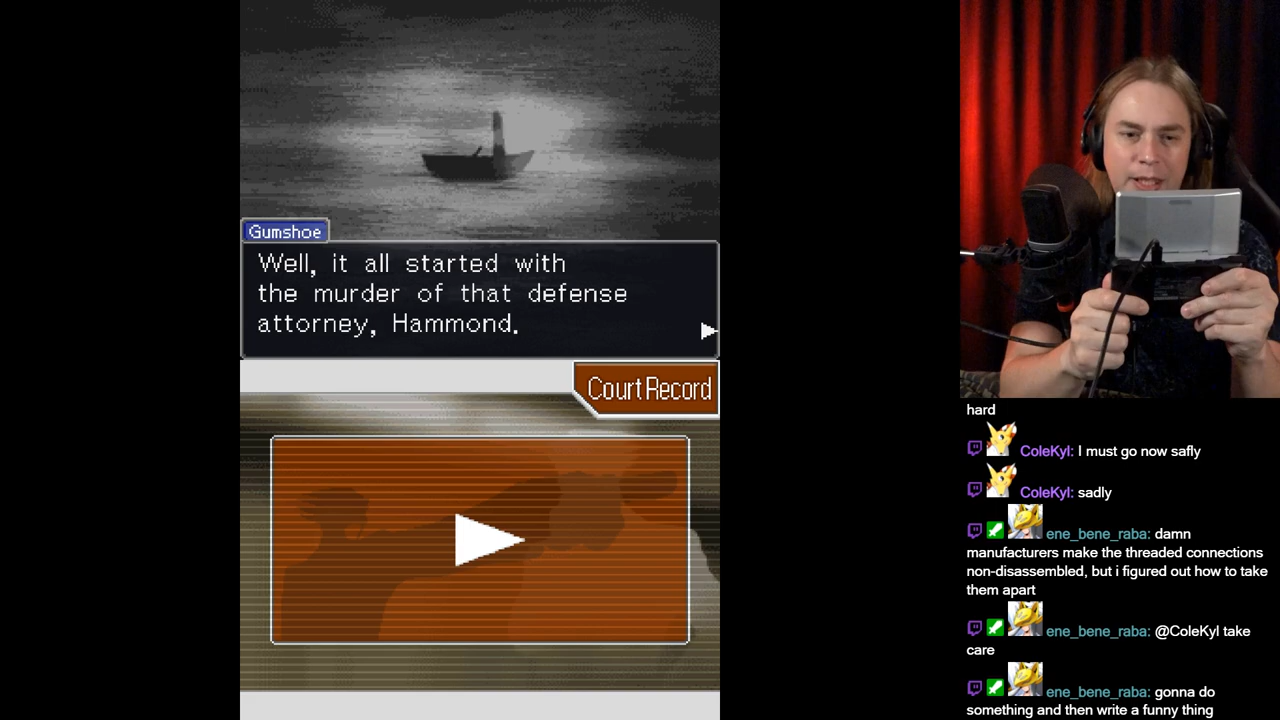 Gumshoe
Well, it all started with
the murder of that defense
attorney, Hammond.
Court Record
hard
ColeKyl: I must go now safly
ColeKyl: sadly
ene_bene_raba: damn
manufacturers make the threaded connections
non-disassembled, but i figured out how to take
them apart
ene_bene_raba: @ColeKyl take
care
ene_bene_raba: gonna do
something and then write a funny thing